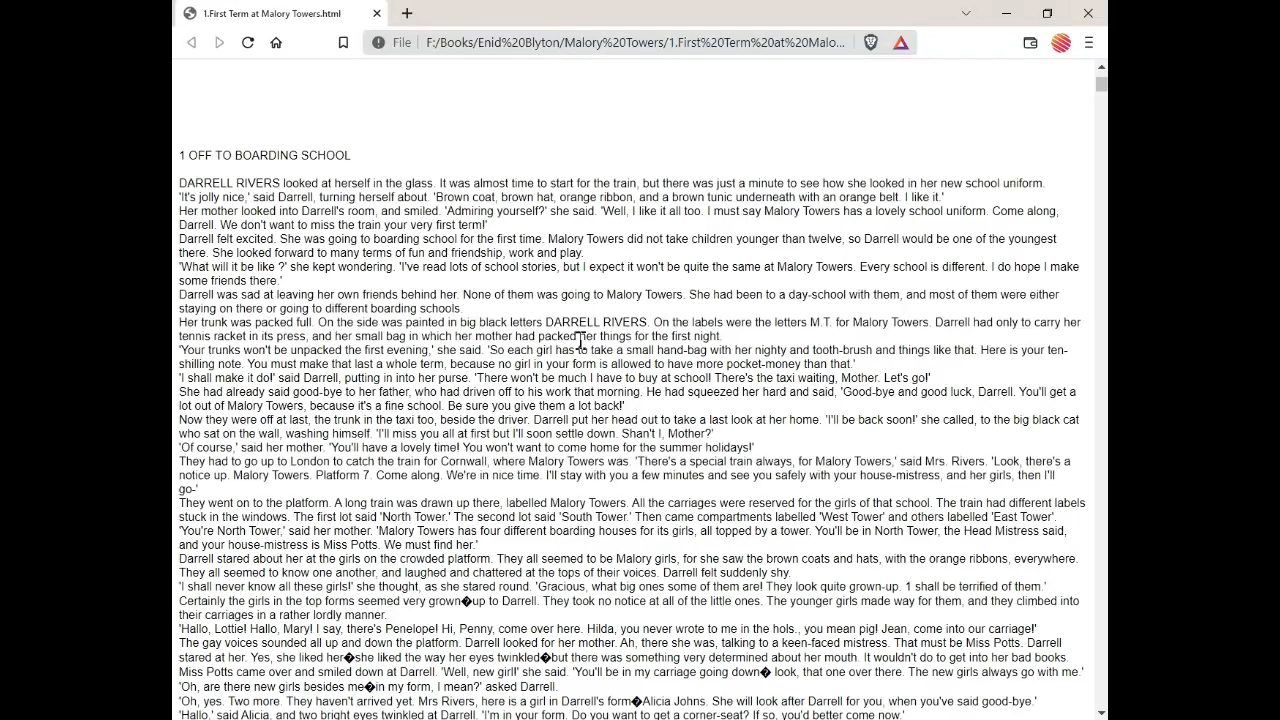 1.First Term at Malory Towers.html
File F:/Books/Enid%20Blyton/Malory%20Towers/1.First%20Term%20at%20Malo...
1 OFF TO BOARDING SCHOOL
DARRELL RIVERS looked at herself in the glass. It was almost time to start for the train, but there was just a minute to see how she looked in her new school uniform.
'It's jolly nice,' said Darrell, turning herself about. 'Brown coat, brown hat, orange ribbon, and a brown tunic underneath with an orange belt. I like it.'
Her mother looked into Darrell's room, and smiled. 'Admiring yourself?' she said. 'Well, I like it all too. I must say Malory Towers has a lovely school uniform. Come along,
Darrell. We don't want to miss the train your very first term!'
Darrell felt excited. She was going to boarding school for the first time. Malory Towers did not take children younger than twelve, so Darrell would be one of the youngest
there. She looked forward to many terms of fun and friendship, work and play.
'What will it be like ?' she kept wondering. 'I've read lots of school stories, but I expect it won't be quite the same at Malory Towers. Every school is different. I do hope I make
some friends there.'
Darrell was sad at leaving her own friends behind her. None of them was going to Malory Towers. She had been to a day-school with them, and most of them were either
staying on there or going to different boarding schools.
Her trunk was packed full. On the side was painted in big black letters DARRELL RIVERS. On the labels were the letters M.T. for Malory Towers. Darrell had only to carry her
tennis racket in its press, and her small bag in which her mother had packed her things for the first night.
'Your trunks won't be unpacked the first evening,' she said. 'So each girl has to take a small hand-bag with her nighty and tooth-brush and things like that. Here is your ten-
shilling note. You must make that last a whole term, because no girl in your form is allowed to have more pocket-money than that.'
'I shall make it do!' said Darrell, putting in into her purse. 'There won't be much I have to buy at school! There's the taxi waiting, Mother. Let's go!'
She had already said good-bye to her father, who had driven off to his work that morning. He had squeezed her hard and said, 'Good-bye and good luck, Darrell. You'll get a
lot out of Malory Towers, because it's a fine school. Be sure you give them a lot back!'
Now they were off at last, the trunk in the taxi too, beside the driver. Darrell put her head out to take a last look at her home. 'I'll be back soon!' she called, to the big black cat
who sat on the wall, washing himself. 'I'll miss you all at first but I'll soon settle down. Shan't I, Mother?'
'Of course,' said her mother. 'You'll have a lovely time! You won't want to come home for the summer holidays!'
They had to go up to London to catch the train for Cornwall, where Malory Towers was. 'There's a special train always, for Malory Towers,' said Mrs. Rivers. 'Look, there's a
notice up. Malory Towers. Platform 7. Come along. We're in nice time. I'll stay with you a few minutes and see you safely with your house-mistress, and her girls, then I'll
go-'
They went on to the platform. A long train was drawn up there, labelled Malory Towers. All the carriages were reserved for the girls of that school. The train had different labels
stuck in the windows. The first lot said 'North Tower.' The second lot said 'South Tower.' Then came compartments labelled 'West Tower' and others labelled 'East Tower'.
'You're North Tower,' said her mother. 'Malory Towers has four different boarding houses for its girls, all topped by a tower. You'll be in North Tower, the Head Mistress said,
and your house-mistress is Miss Potts. We must find her.'
Darrell stared about her at the girls on the crowded platform. They all seemed to be Malory girls, for she saw the brown coats and hats, with the orange ribbons, everywhere.
They all seemed to know one another, and laughed and chattered at the tops of their voices. Darrell felt suddenly shy.
'I shall never know all these girls!' she thought, as she stared round. 'Gracious, what big ones some of them are! They look quite grown-up. 1 shall be terrified of them.'
Certainly the girls in the top forms seemed very grown�up to Darrell. They took no notice at all of the little ones. The younger girls made way for them, and they climbed into
their carriages in a rather lordly manner.
'Hallo, Lottie! Hallo, Mary! I say, there's Penelope! Hi, Penny, come over here. Hilda, you never wrote to me in the hols., you mean pig! Jean, come into our carriage!'
The gay voices sounded all up and down the platform. Darrell looked for her mother. Ah, there she was, talking to a keen-faced mistress. That must be Miss Potts. Darrell
stared at her. Yes, she liked her�she liked the way her eyes twinkled�but there was something very determined about her mouth. It wouldn't do to get into her bad books.
Miss Potts came over and smiled down at Darrell. 'Well, new girl!' she said. 'You'll be in my carriage going down� look, that one over there. The new girls always go with me.'
'Oh, are there new girls besides me�in my form, I mean?' asked Darrell.
'Oh, yes. Two more. They haven't arrived yet. Mrs Rivers, here is a girl in Darrell's form�Alicia Johns. She will look after Darrell for you, when you've said good-bye.'
'Hallo,' said Alicia, and two bright eyes twinkled at Darrell. 'I'm in your form. Do you want to get a corner-seat? If so, you'd better come now.'